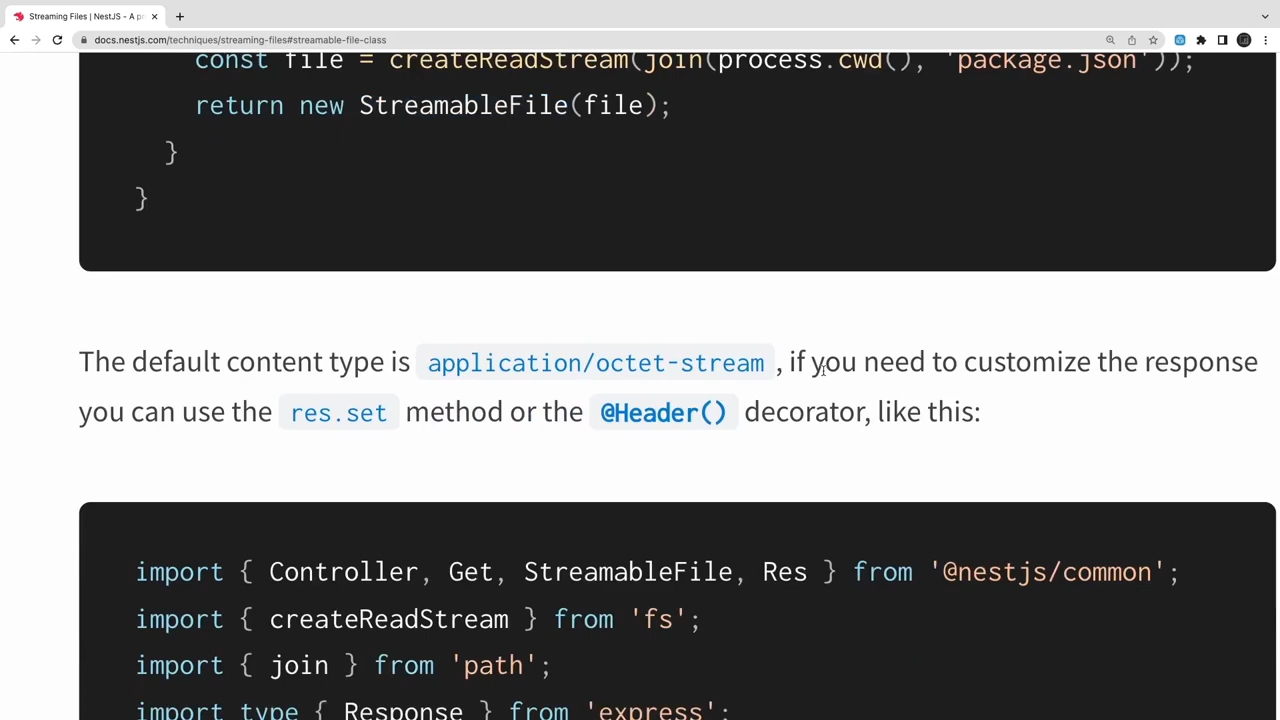 Streaming Files | NestJS - A p
docs.nestjs.com/techniques/streaming-files#streamable-file-class
const file = createReadStream(join(process.cwd(), 'package.json'));
return new StreamableFile(file);
}
}
The default content type is application/octet-stream, if you need to customize the response
you can use the res.set method or the @Header() decorator, like this:
import { Controller, Get, StreamableFile, Res } from '@nestjs/common';
import { createReadStream } from 'fs';
import { join } from 'path';
import type { Response } from 'express';